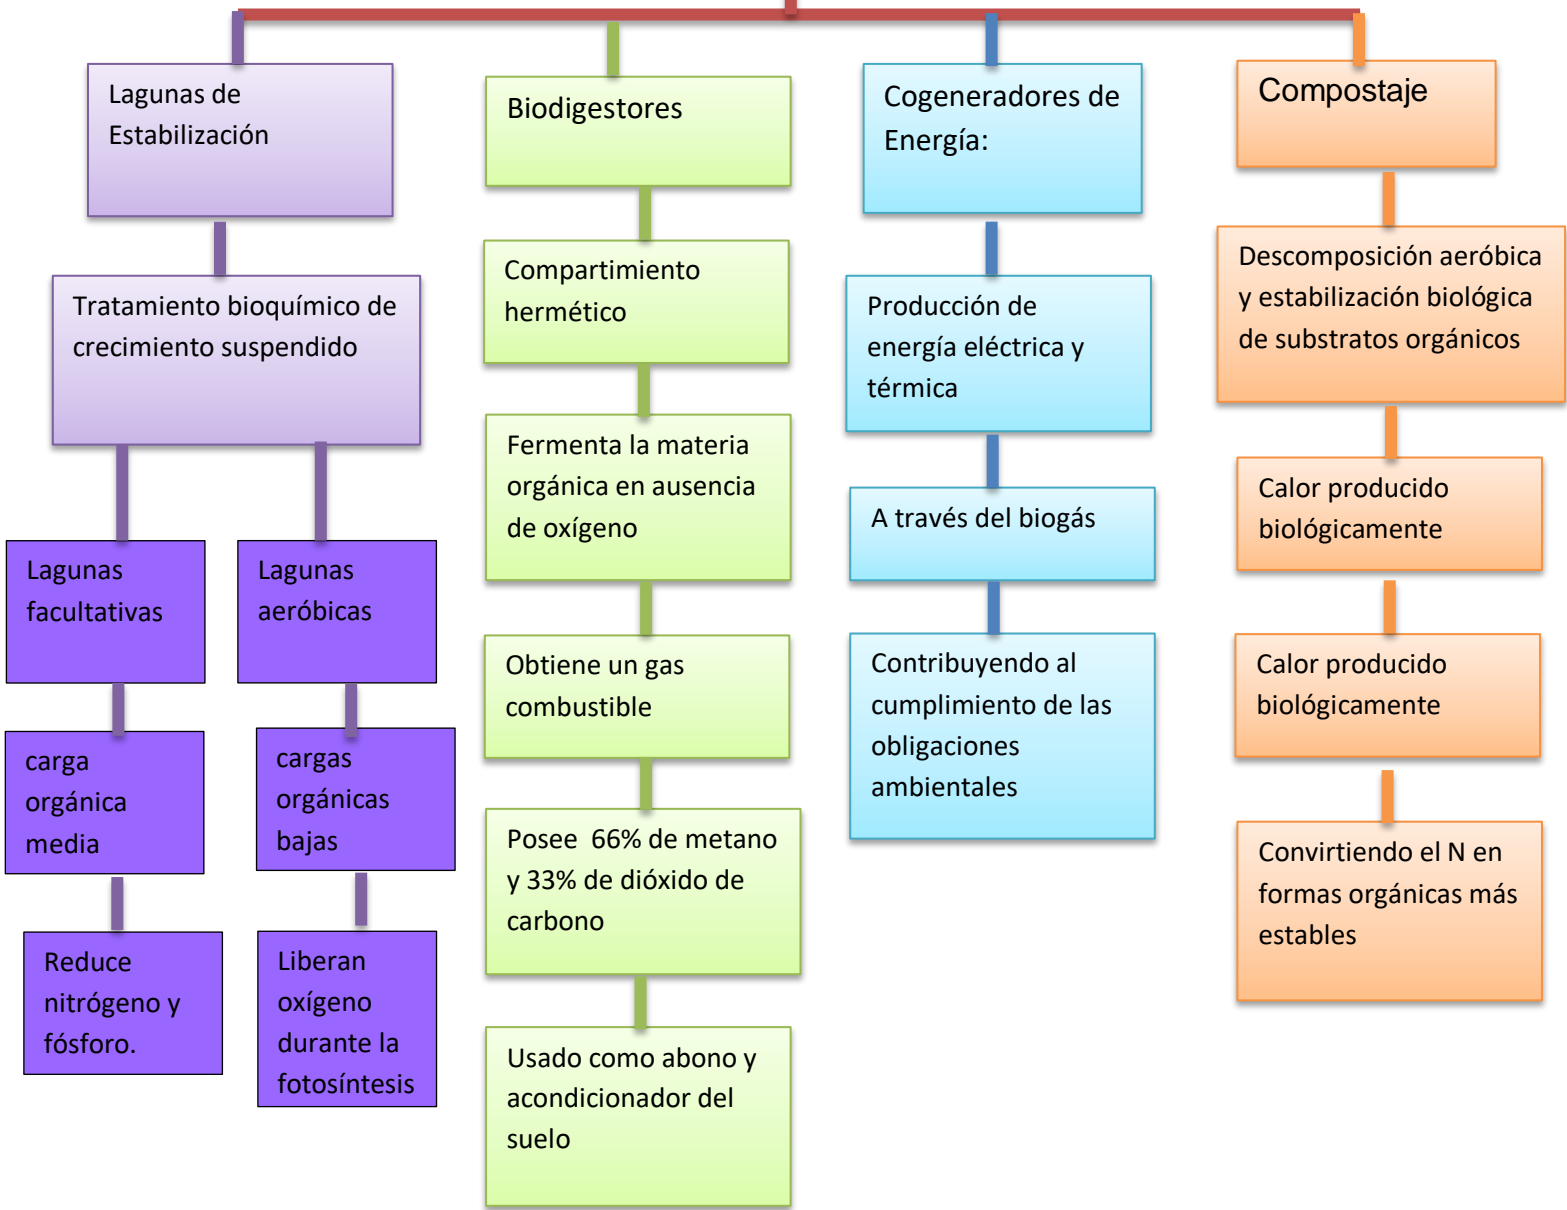 Lagunas de
Estabilización
Tratamiento bioquímico de
crecimiento suspendido
Lagunas
facultativas
carga
orgánica
media
Reduce
nitrógeno y
fósforo.
Lagunas
aeróbicas
cargas
orgánicas
bajas
Liberan
oxígeno
durante la
fotosíntesis
Biodigestores
Compartimiento
hermético
Fermenta la materia
orgánica en ausencia
de oxígeno
Obtiene un gas
combustible
Posee 66% de metano
y 33% de dióxido de
carbono
Usado como abono y
acondicionador del
suelo
Cogeneradores de
Energía:
Producción de
energía eléctrica y
térmica
A través del biogás
Contribuyendo al
cumplimiento de las
obligaciones
ambientales
Compostaje
Descomposición aeróbica
y estabilización biológica
de substratos orgánicos
Calor producido
biológicamente
Calor producido
biológicamente
Convirtiendo el N en
formas orgánicas más
estables